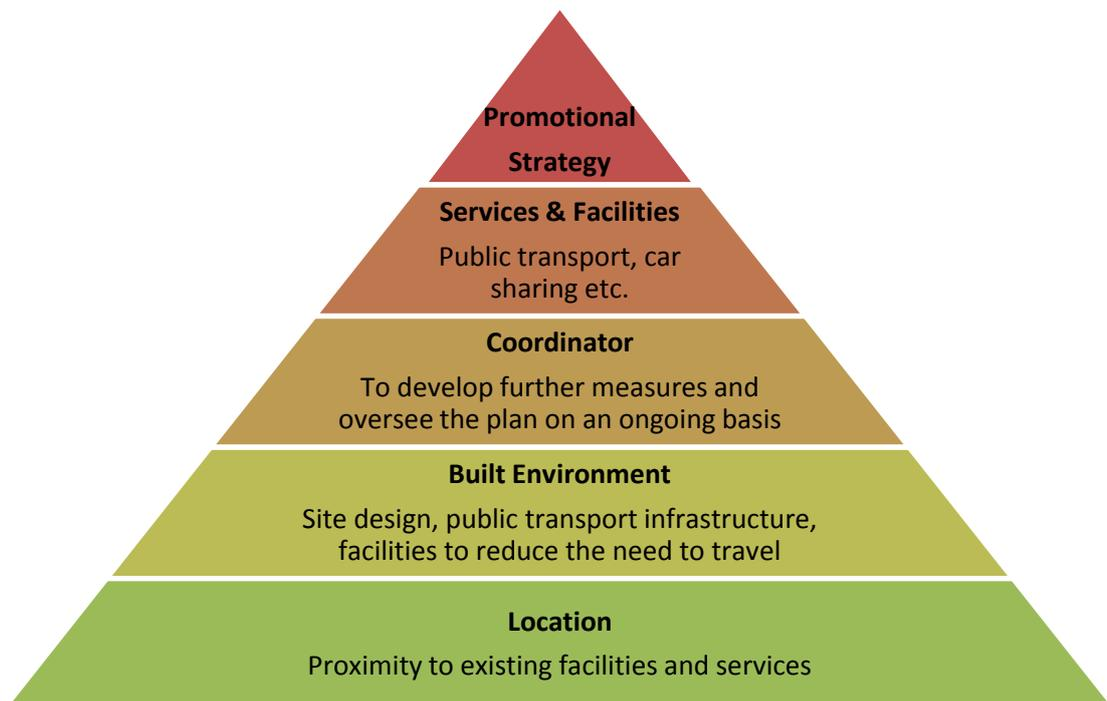 Promotional
Strategy
Services & Facilities
Public transport, car
sharing etc.
Coordinator
To develop further measures and
oversee the plan on an ongoing basis
Built Environment
Site design, public transport infrastructure,
facilities to reduce the need to travel
Location
Proximity to existing facilities and services